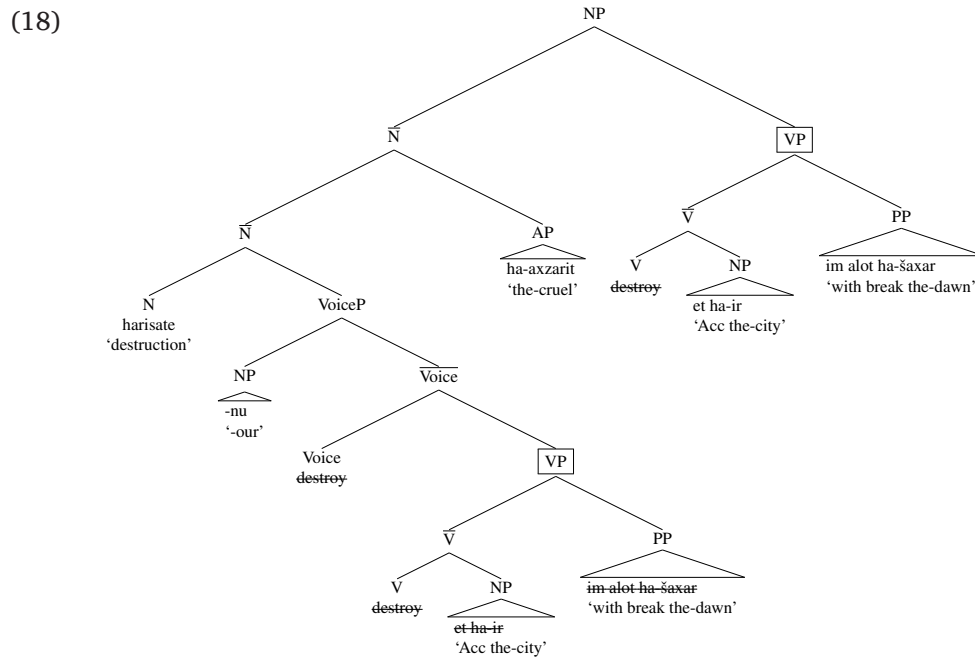 (18)
NP
N̅
VP
N̅
AP
ha-axzarit
'the-cruel'
V̅
PP
im alot ha-šaxar
'with break the-dawn'
V
destroy
NP
et ha-ir
'Acc the-city'
N
harisate
'destruction'
VoiceP
NP
-nu
'-our'
V̅o̅i̅c̅e̅
Voice
destroy
VP
V̅
PP
im alot ha-šaxar
'with break the-dawn'
V
destroy
NP
et ha-ir
'Acc the-city'